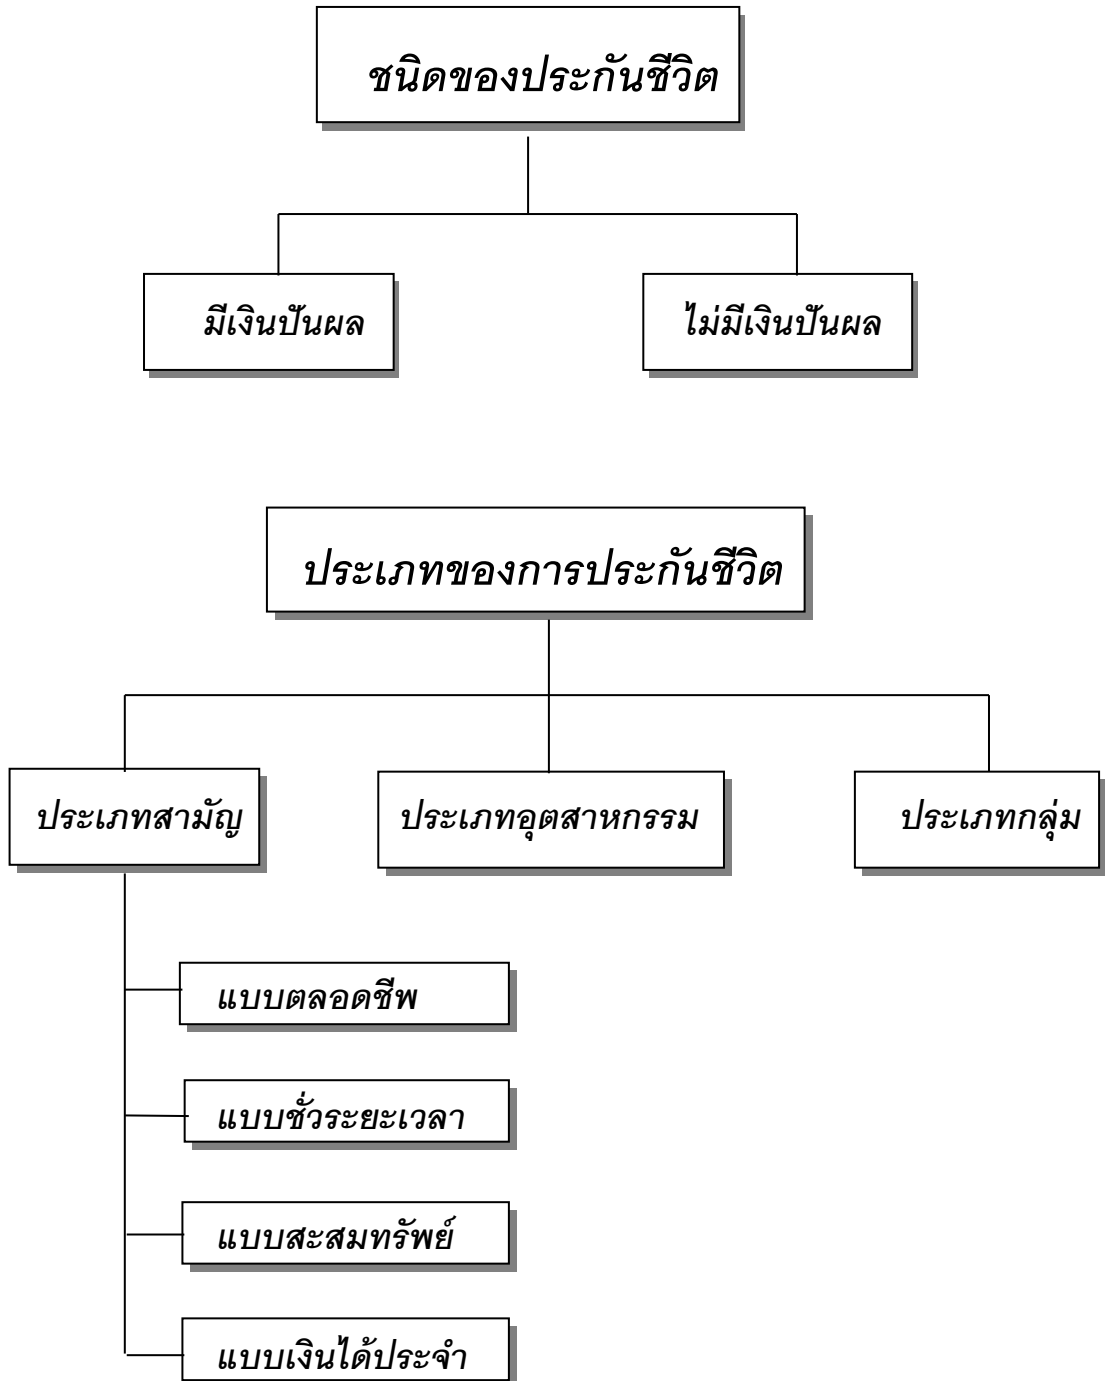 ชนิดของประกันชีวิต
มีเงินปันผล
ไม่มีเงินปันผล
ประเภทของการประกันชีวิต
ประเภทสามัญ
ประเภทอุตสาหกรรม
ประเภทกลุ่ม
แบบตลอดชีพ
แบบชั่วระยะเวลา
แบบสะสมทรัพย์
แบบเงินได้ประจำ